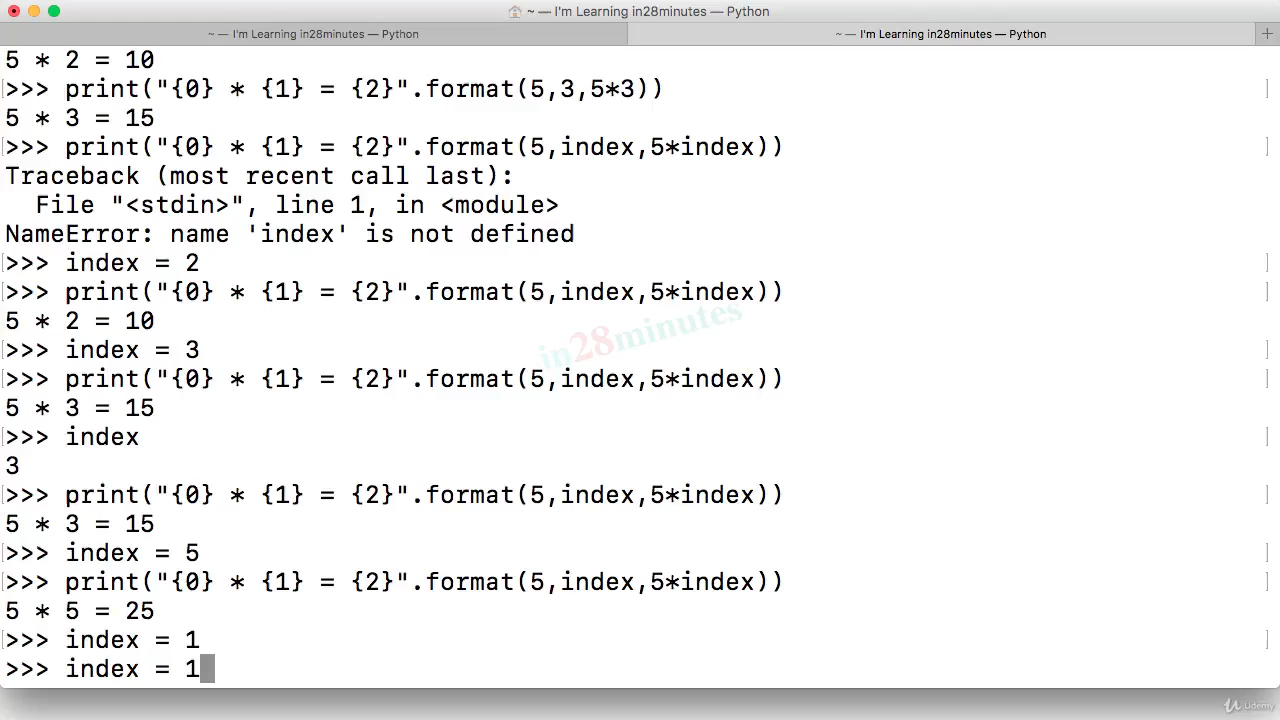 ~ — I'm Learning in28minutes — Python
~ — I'm Learning in28minutes — Python
~ — I'm Learning in28minutes — Python
+
5 * 2 = 10
>>> print("{0} * {1} = {2}".format(5,3,5*3))
5 * 3 = 15
>>> print("{0} * {1} = {2}".format(5,index,5*index))
Traceback (most recent call last):
  File "<stdin>", line 1, in <module>
NameError: name 'index' is not defined
>>> index = 2
>>> print("{0} * {1} = {2}".format(5,index,5*index))
5 * 2 = 10
in28minutes
>>> index = 3
>>> print("{0} * {1} = {2}".format(5,index,5*index))
5 * 3 = 15
>>> index
3
>>> print("{0} * {1} = {2}".format(5,index,5*index))
5 * 3 = 15
>>> index = 5
>>> print("{0} * {1} = {2}".format(5,index,5*index))
5 * 5 = 25
>>> index = 1
>>> index = 1
Udemy